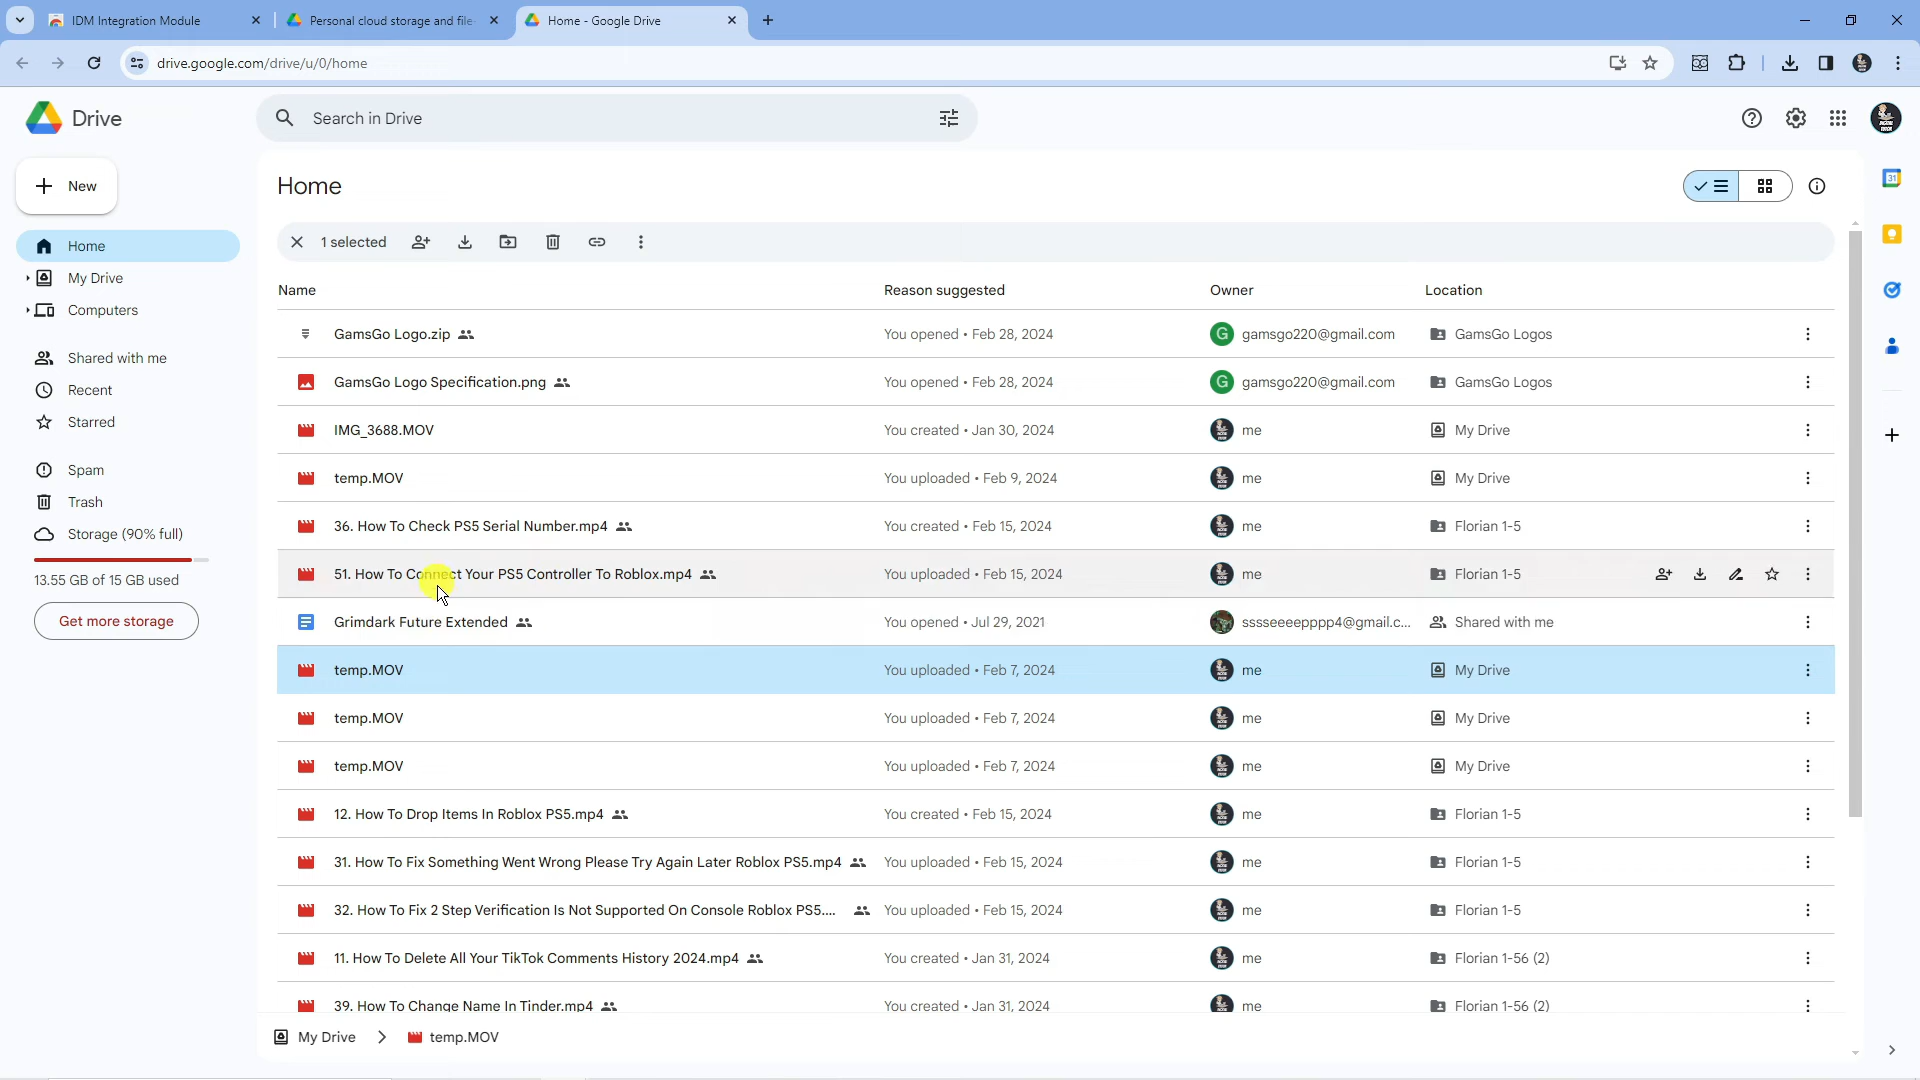 IDM Integration Module
Personal cloud storage and file
Home - Google Drive
drive.google.com/drive/u/0/home
Drive
Search in Drive
New
Home
My Drive
Computers
Shared with me
Recent
Starred
Spam
Trash
Storage (90% full)
13.55 GB of 15 GB used
Get more storage
Home
1 selected
Name Reason suggested Owner Location
GamsGo Logo.zip You opened • Feb 28, 2024 G gamsgo220@gmail.com GamsGo Logos
GamsGo Logo Specification.png You opened • Feb 28, 2024 G gamsgo220@gmail.com GamsGo Logos
IMG_3688.MOV You created • Jan 30, 2024 me My Drive
temp.MOV You uploaded • Feb 9, 2024 me My Drive
36. How To Check PS5 Serial Number.mp4 You created • Feb 15, 2024 me Florian 1-5
51. How To Connect Your PS5 Controller To Roblox.mp4 You uploaded • Feb 15, 2024 me Florian 1-5
Grimdark Future Extended You opened • Jul 29, 2021 sssseeeepppp4@gmail.c... Shared with me
temp.MOV You uploaded • Feb 7, 2024 me My Drive
temp.MOV You uploaded • Feb 7, 2024 me My Drive
temp.MOV You uploaded • Feb 7, 2024 me My Drive
12. How To Drop Items In Roblox PS5.mp4 You created • Feb 15, 2024 me Florian 1-5
31. How To Fix Something Went Wrong Please Try Again Later Roblox PS5.mp4 You uploaded • Feb 15, 2024 me Florian 1-5
32. How To Fix 2 Step Verification Is Not Supported On Console Roblox PS5.... You uploaded • Feb 15, 2024 me Florian 1-5
11. How To Delete All Your TikTok Comments History 2024.mp4 You created • Jan 31, 2024 me Florian 1-56 (2)
39. How To Change Name In Tinder.mp4 You created • Jan 31, 2024 me Florian 1-56 (2)
My Drive temp.MOV
31